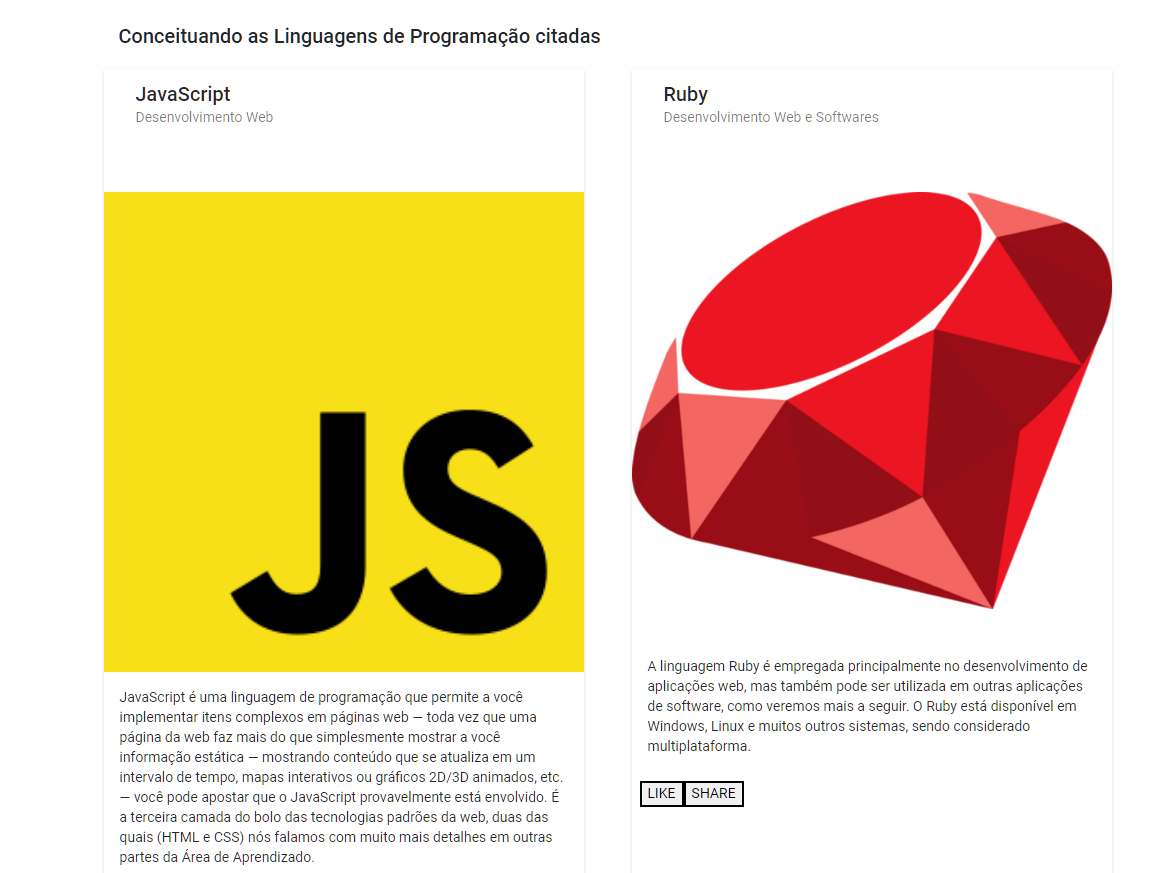 Conceituando as Linguagens de Programação citadas
JavaScript
Desenvolvimento Web
JS
JavaScript é uma linguagem de programação que permite a você
implementar itens complexos em páginas web — toda vez que uma
página da web faz mais do que simplesmente mostrar a você
informação estática — mostrando conteúdo que se atualiza em um
intervalo de tempo, mapas interativos ou gráficos 2D/3D animados, etc.
— você pode apostar que o JavaScript provavelmente está envolvido. É
a terceira camada do bolo das tecnologias padrões da web, duas das
quais (HTML e CSS) nós falamos com muito mais detalhes em outras
partes da Área de Aprendizado.
Ruby
Desenvolvimento Web e Softwares
A linguagem Ruby é empregada principalmente no desenvolvimento de
aplicações web, mas também pode ser utilizada em outras aplicações
de software, como veremos mais a seguir. O Ruby está disponível em
Windows, Linux e muitos outros sistemas, sendo considerado
multiplataforma.
LIKE SHARE